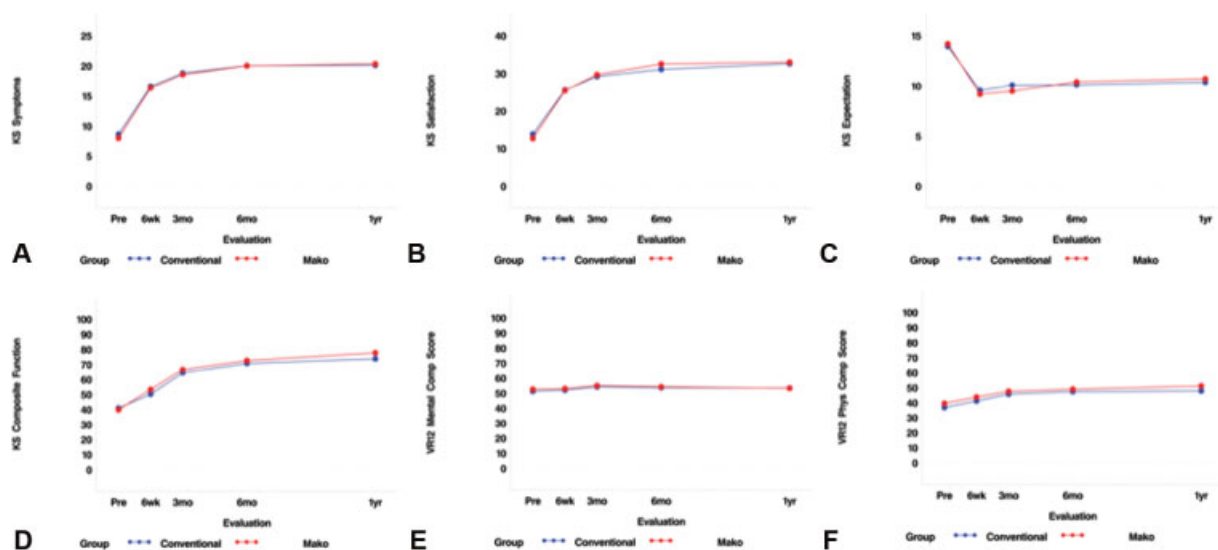 KS Symptoms
25
20
15
10
5
0
Pre 6wk 3mo 6mo 1yr
Evaluation
A
Group Conventional Mako
KS Satisfaction
40
30
20
10
0
Pre 6wk 3mo 6mo 1yr
Evaluation
B
Group Conventional Mako
KS Expectation
15
10
5
0
Pre 6wk 3mo 6mo 1yr
Evaluation
C
Group Conventional Mako
KS Composite Function
100
90
80
70
60
50
40
30
20
10
0
Pre 6wk 3mo 6mo 1yr
Evaluation
D
Group Conventional Mako
VR12 Mental Comp Score
100
90
80
70
60
50
40
30
20
10
0
Pre 6wk 3mo 6mo 1yr
Evaluation
E
Group Conventional Mako
VR12 Phys Comp Score
100
90
80
70
60
50
40
30
20
10
0
Pre 6wk 3mo 6mo 1yr
Evaluation
F
Group Conventional Mako